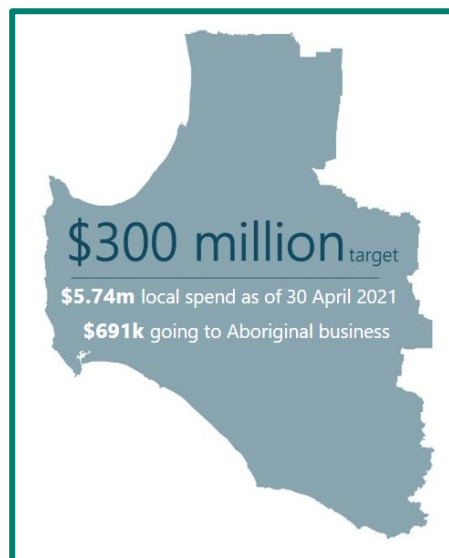 $300 million target
$5.74m local spend as of 30 April 2021
$691k going to Aboriginal business